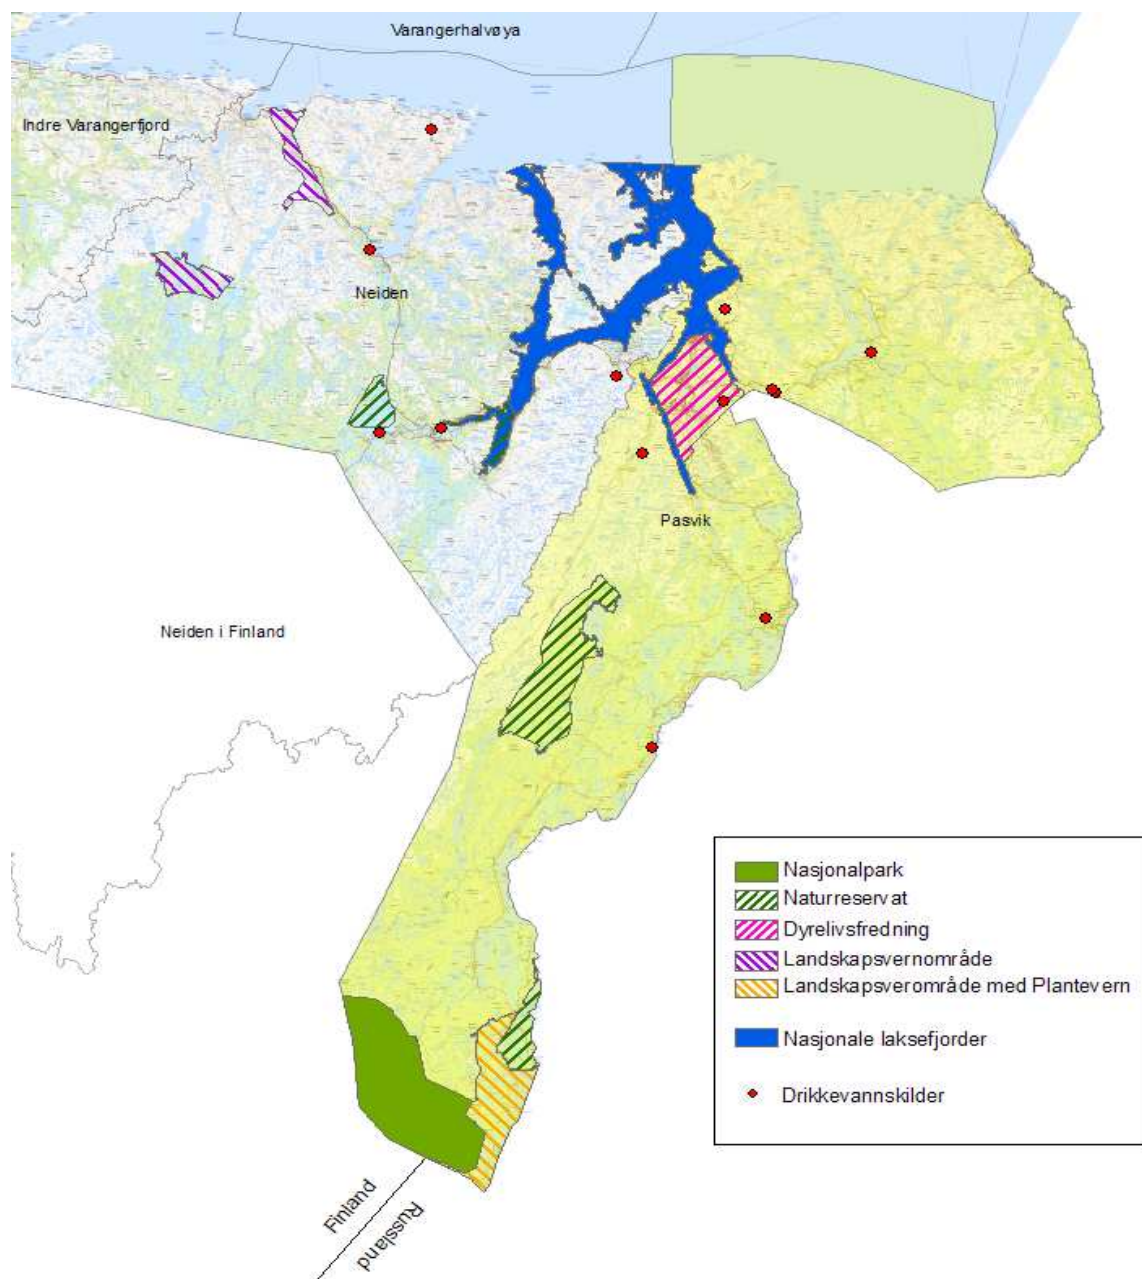 Varangerhalvøya
Indre Varangerfjord
Neiden
Pasvik
Neiden i Finland
Nasjonalpark
Naturreservat
Dyrelivsfredning
Landskapsvernområde
Landskapsverområde med Plantevern
Nasjonale laksefjorder
Drikkevannskilder
Finland
Russland